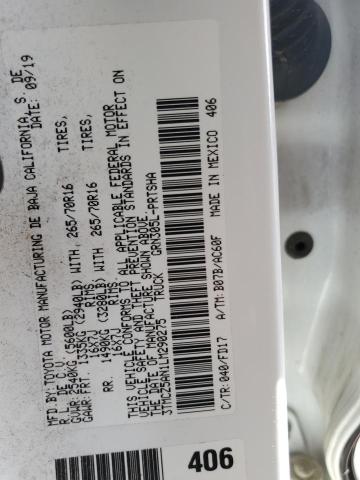 MFD. BY: TOYOTA MOTOR MANUFACTURING DE BAJA CALIFORNIA, S. DE
R. L. DE C.V. DATE: 09/19
GVWR: 2540KG (5600LB)
GAWR: FRT. 1335KG (2940LB) WITH, 265/70R16 TIRES,
16X7J RIMS,
RR. 1490KG (3280LB) WITH, 265/70R16 TIRES,
16X7J RIMS
THIS VEHICLE CONFORMS TO ALL APPLICABLE FEDERAL MOTOR
VEHICLE SAFETY AND THEFT PREVENTION STANDARDS IN EFFECT ON
THE DATE OF MANUFACTURE SHOWN ABOVE.
3TMCZ5AN1LM290275 TRUCK GRN305L-PRTSHA
C/TR: 040/FD17 A/TM: B07B/AC60F MADE IN MEXICO 406
406